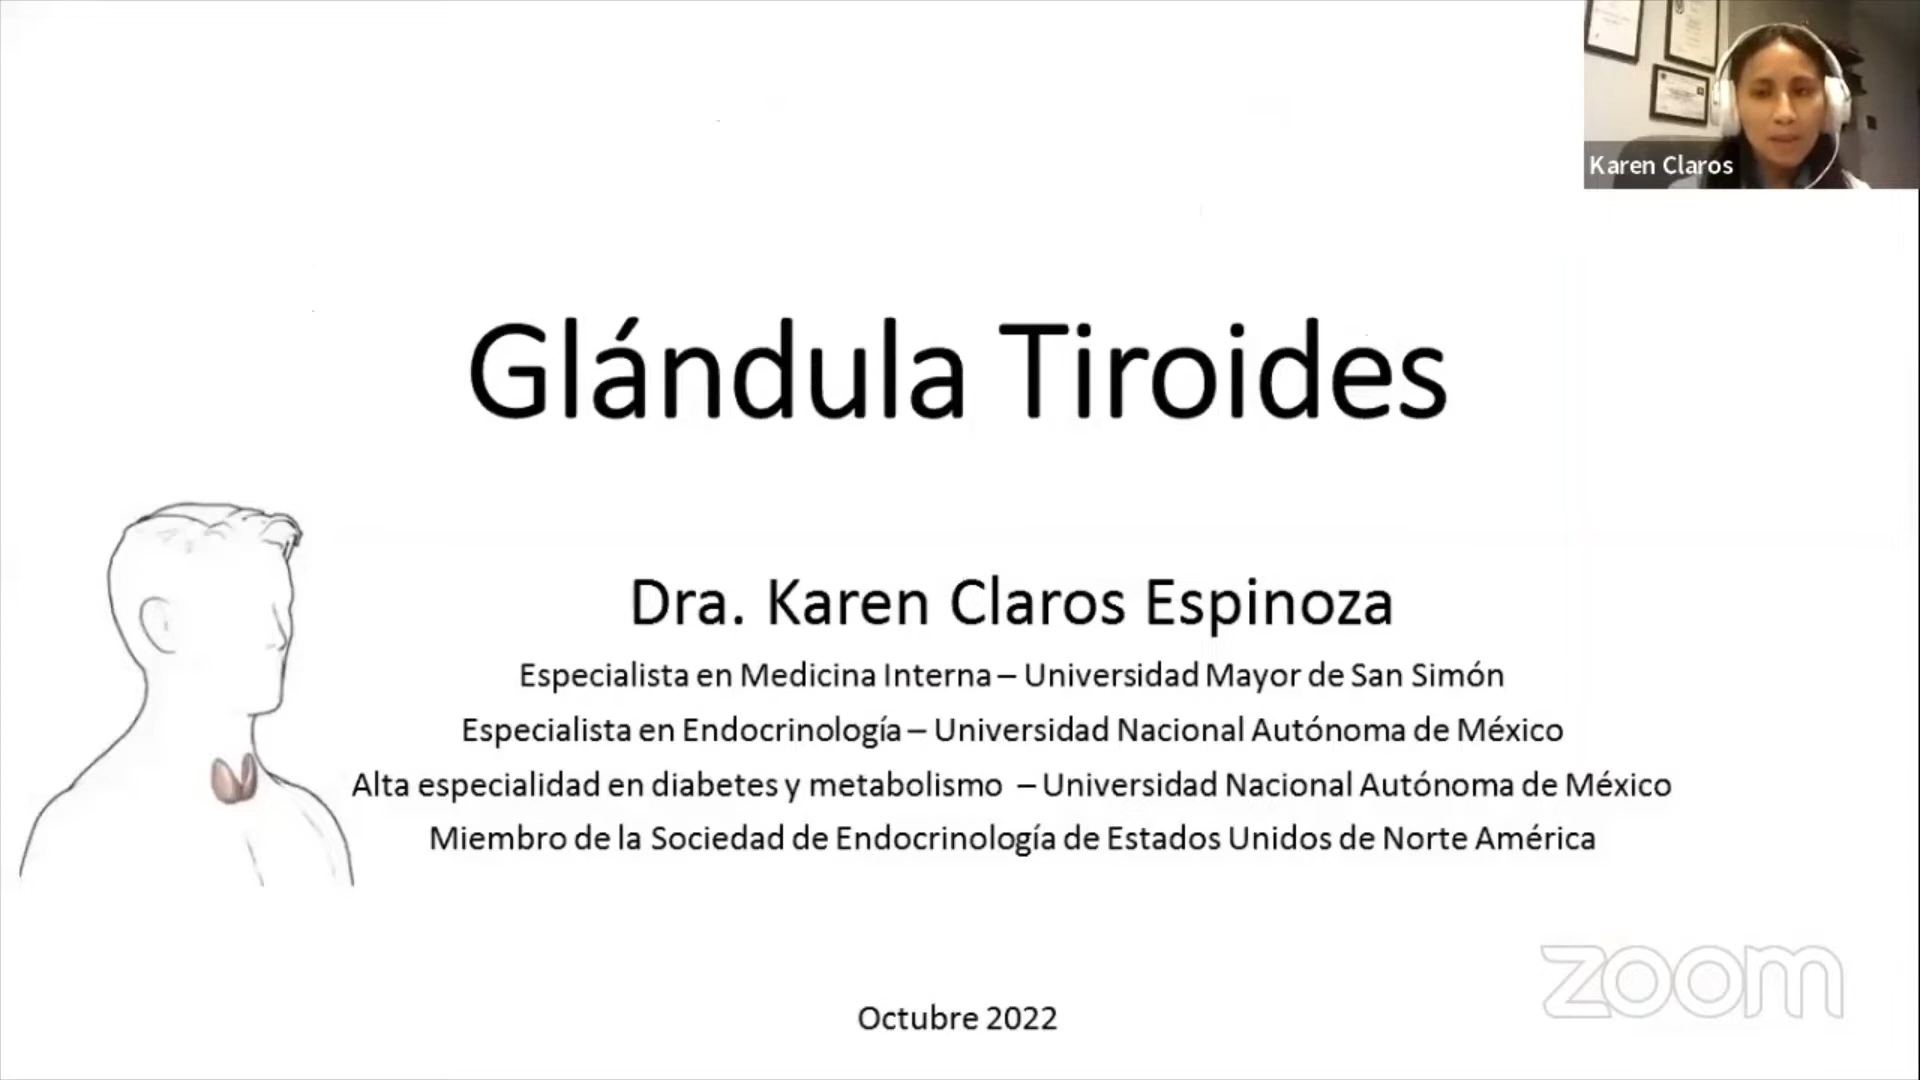 Karen Claros
Glándula Tiroides
Dra. Karen Claros Espinoza
Especialista en Medicina Interna – Universidad Mayor de San Simón
Especialista en Endocrinología – Universidad Nacional Autónoma de México
Alta especialidad en diabetes y metabolismo – Universidad Nacional Autónoma de México
Miembro de la Sociedad de Endocrinología de Estados Unidos de Norte América
zoom
Octubre 2022